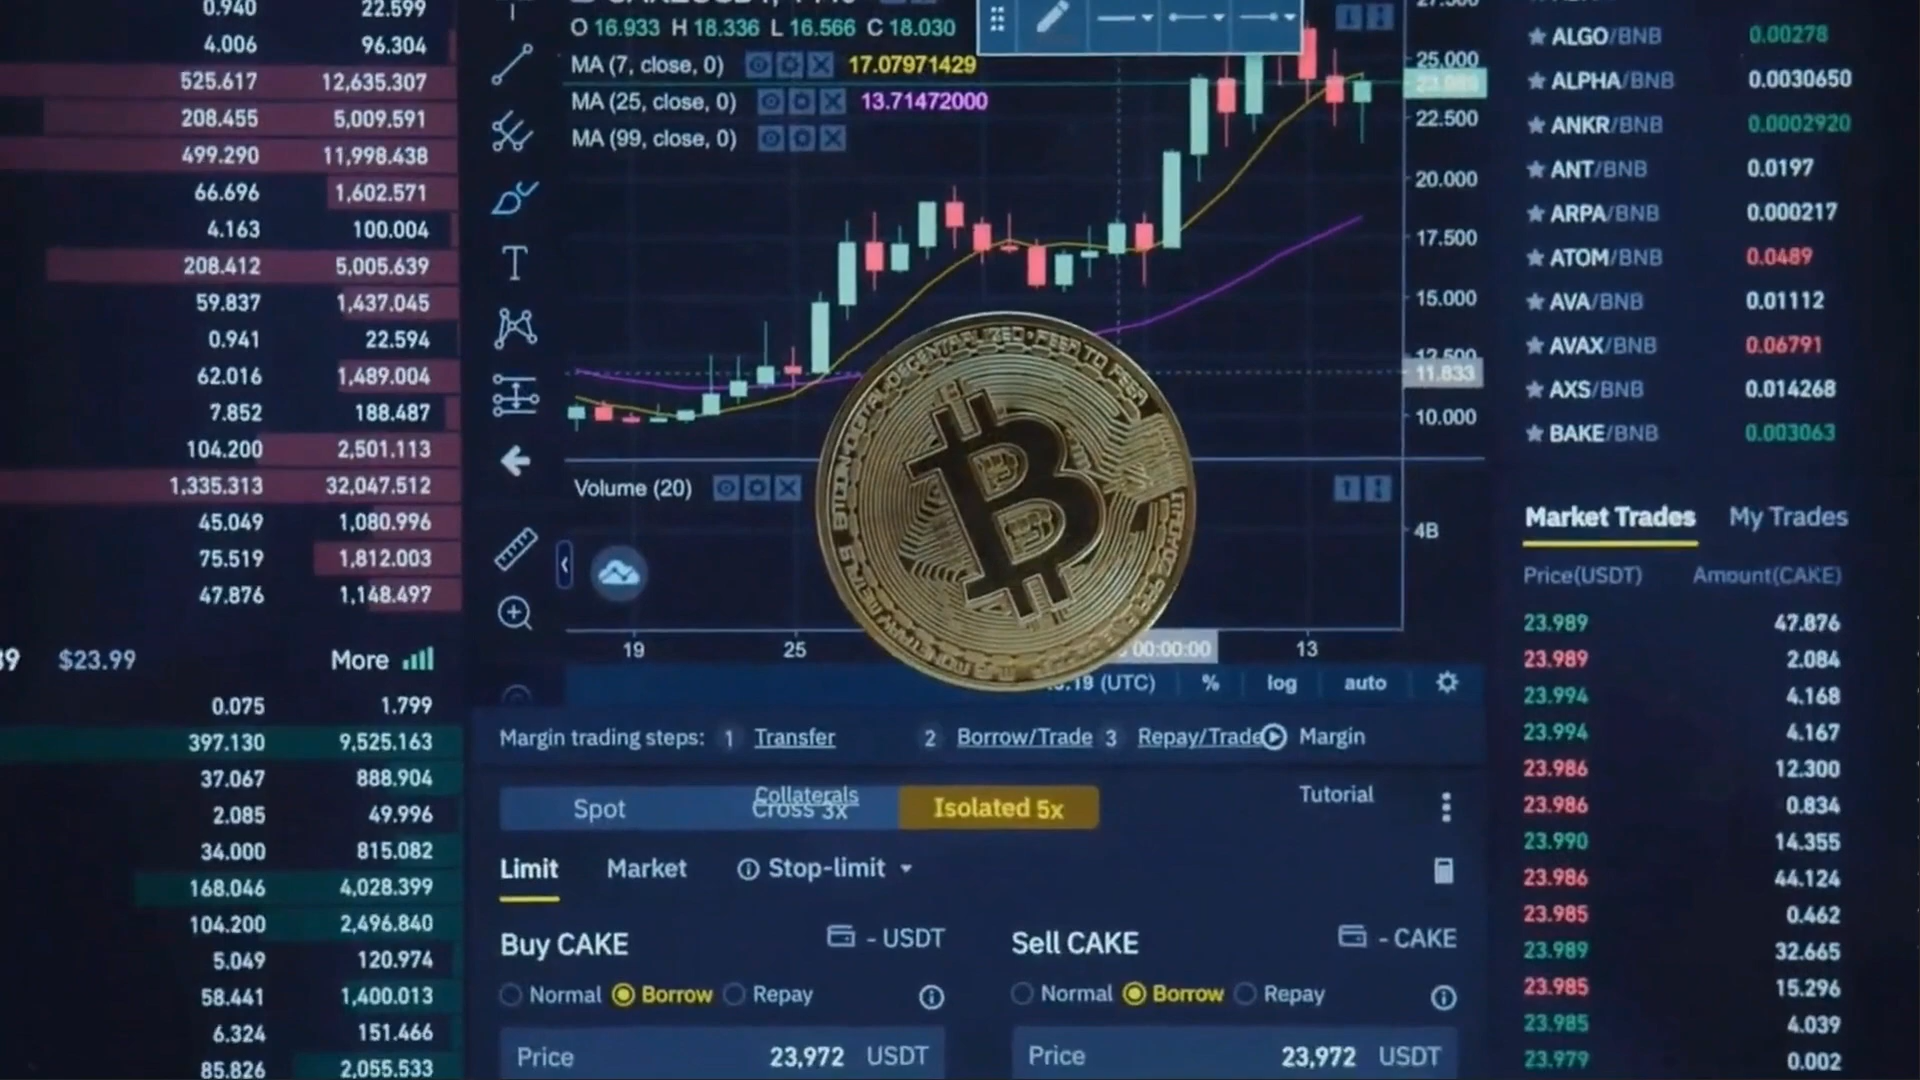 0.940 22.599
4.006 96.304
525.617 12,635.307
208.455 5,009.591
499.290 11,998.438
66.696 1,602.571
4.163 100.004
208.412 5,005.639
59.837 1,437.045
0.941 22.594
62.016 1,489.004
7.852 188.487
104.200 2,501.113
1,335.313 32,047.512
45.049 1,080.996
75.519 1,812.003
47.876 1,148.497
$23.99 More
0.075 1.799
397.130 9,525.163
37.067 888.904
2.085 49.996
34.000 815.082
168.046 4,028.399
104.200 2,496.840
5.049 120.974
58.441 1,400.013
6.324 151.466
85.826 2,055.533
O 16.933 H 18.336 L 16.566 C 18.030
MA (7, close, 0) 17.07971429
MA (25, close, 0) 13.71472000
MA (99, close, 0)
25.000
23.989
22.500
20.000
17.500
15.000
12.500
11.833
10.000
DECENTRALIZED • PEER TO PEER
Volume (20)
4B
19 25 00:00:00 13
(UTC) % log auto
Margin trading steps: 1 Transfer 2 Borrow/Trade 3 Repay/Trade Margin
Collaterals Tutorial
Spot Cross 3x Isolated 5x
Limit Market Stop-limit
Buy CAKE - USDT
Normal Borrow Repay
Price 23,972 USDT
Sell CAKE - CAKE
Normal Borrow Repay
Price 23,972 USDT
ALGO/BNB 0.00278
ALPHA/BNB 0.0030650
ANKR/BNB 0.0002920
ANT/BNB 0.0197
ARPA/BNB 0.000217
ATOM/BNB 0.0489
AVA/BNB 0.01112
AVAX/BNB 0.06791
AXS/BNB 0.014268
BAKE/BNB 0.003063
Market Trades My Trades
Price(USDT) Amount(CAKE)
23.989 47.876
23.989 2.084
23.994 4.168
23.994 4.167
23.986 12.300
23.986 0.834
23.990 14.355
23.986 44.124
23.985 0.462
23.989 32.665
23.985 15.296
23.985 4.039
23.979 0.002